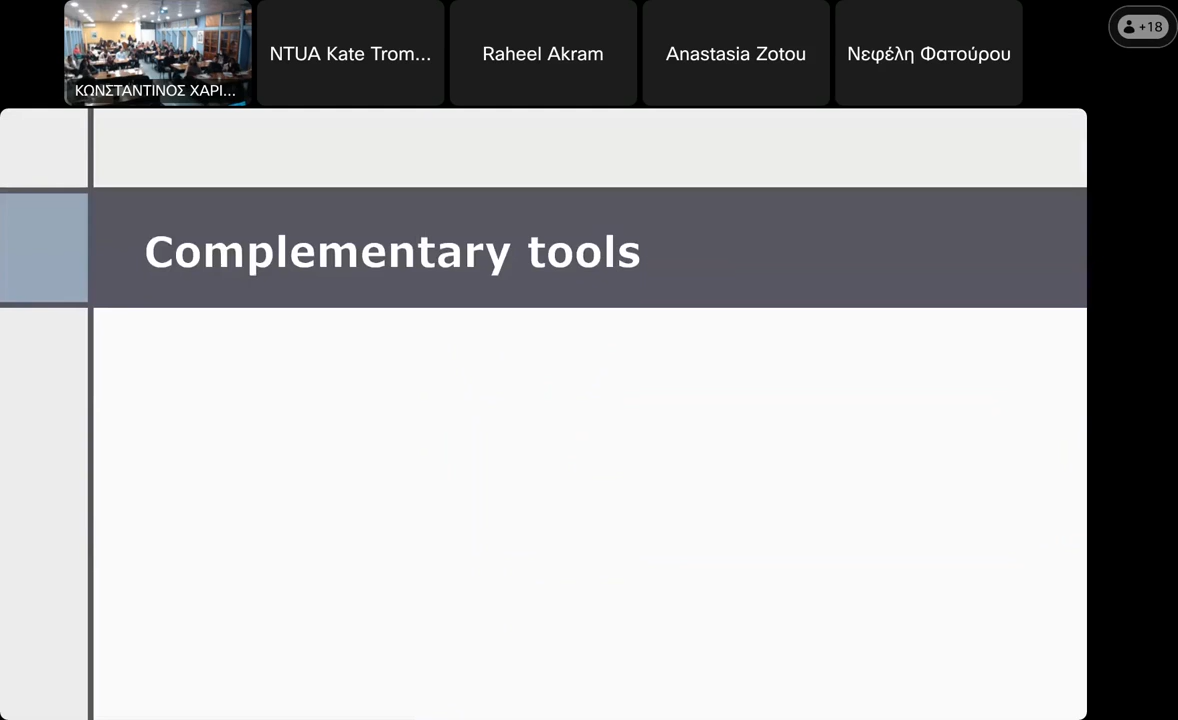 ΚΩΝΣΤΑΝΤΙΝΟΣ ΧΑΡΙ...
NTUA Kate Trom...
Raheel Akram
Anastasia Zotou
Νεφέλη Φατούρου
+18
Complementary tools